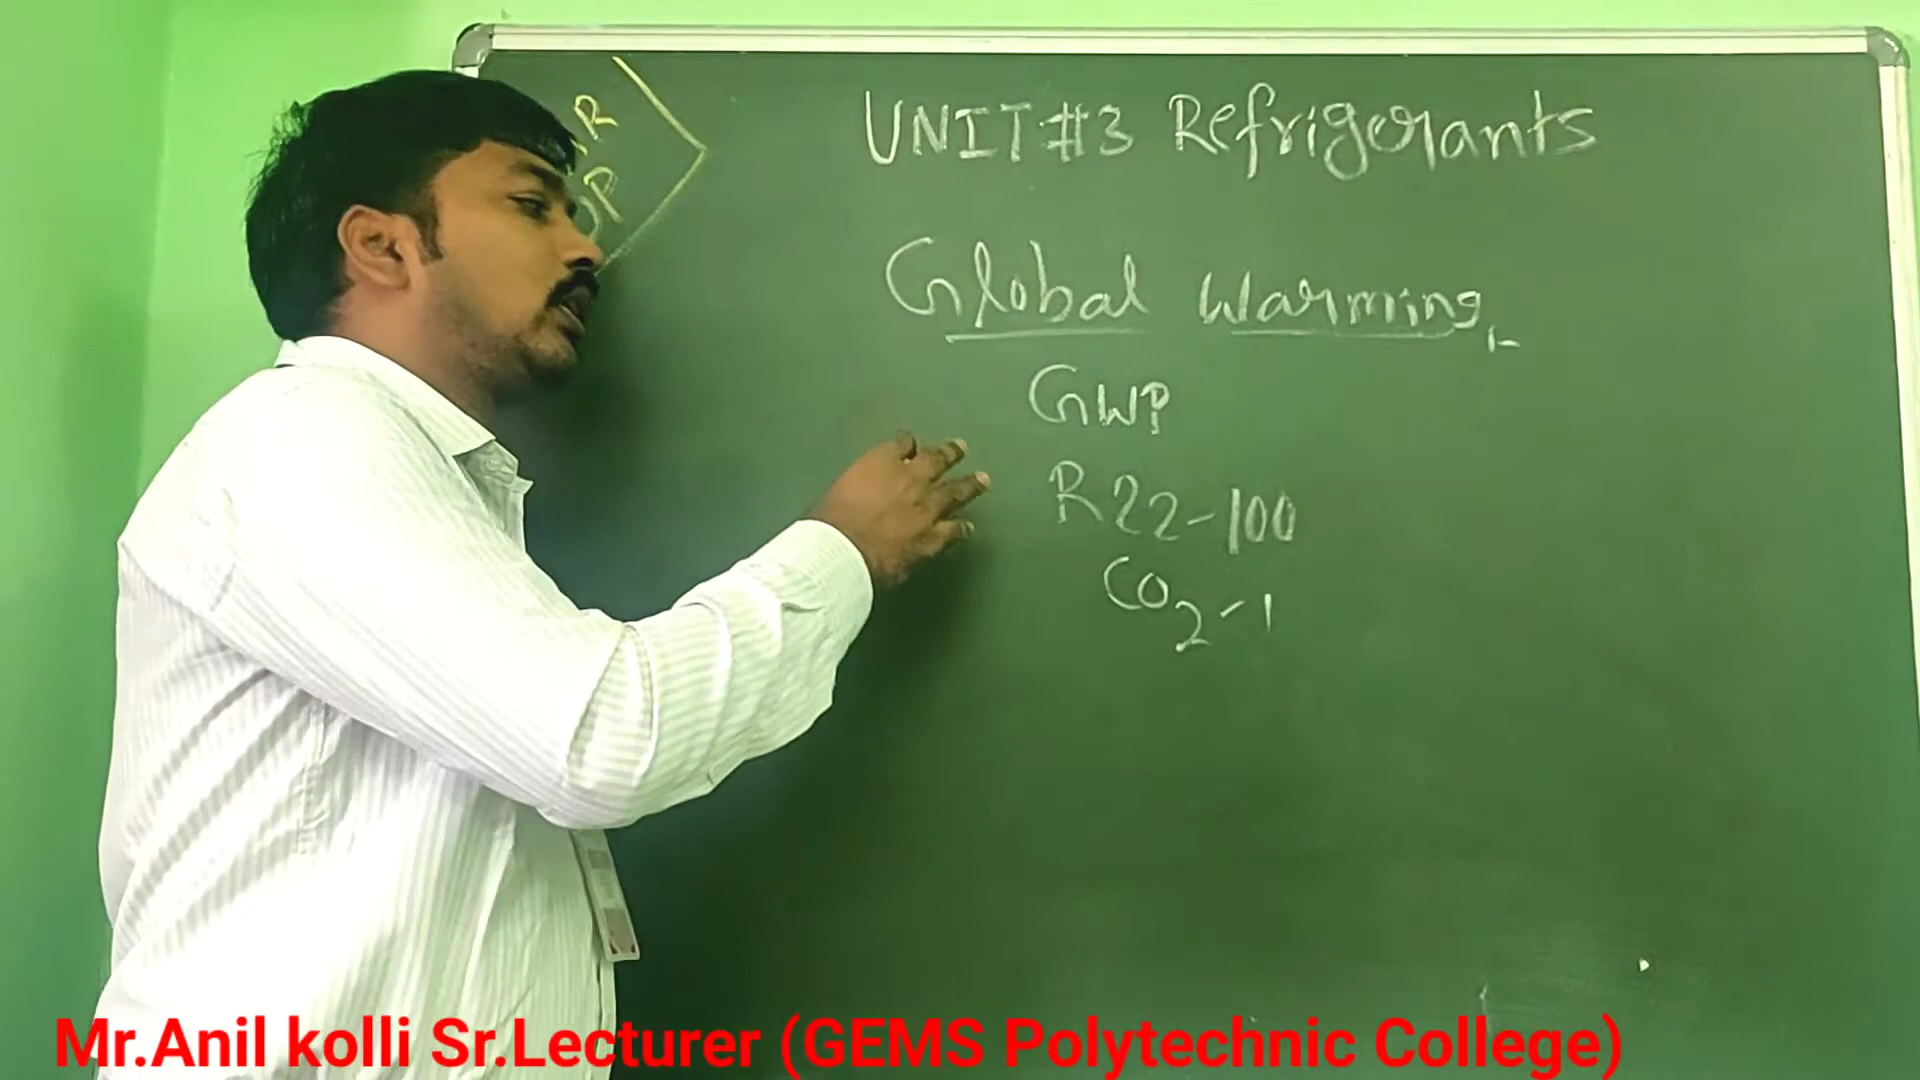 UNIT #3 Refrigerants
Global Warming :-
GWP
R22-100
CO2-1
Mr.Anil kolli Sr.Lecturer (GEMS Polytechnic College)